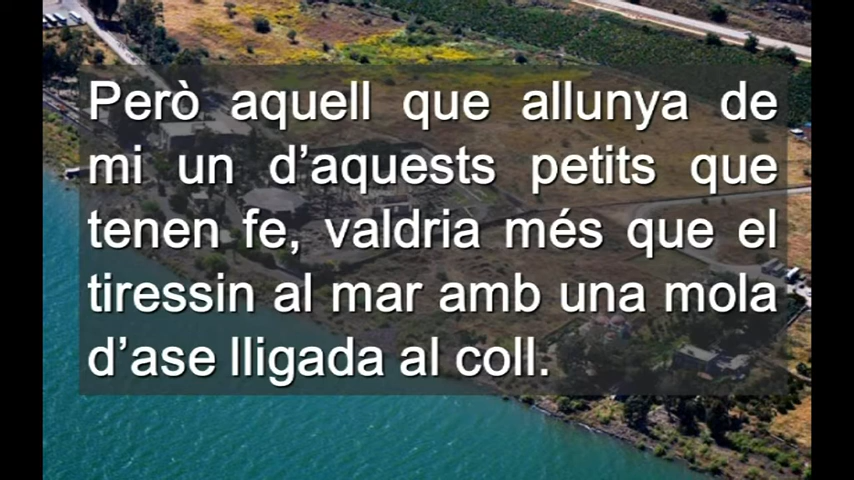 Però aquell que allunya de
mi un d’aquests petits que
tenen fe, valdria més que el
tiressin al mar amb una mola
d’ase lligada al coll.